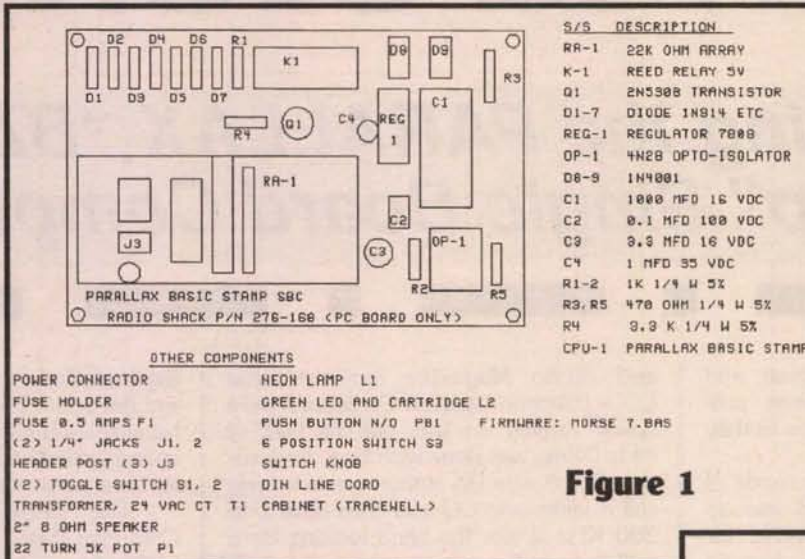 D2 D4 D6 R1
K1
D8 D9
R3
D1 D3 D5 D7
C1
R4
Q1
C4
REG
1
RA-1
J3
C2
C3
OP-1
R2
R5
PARALLAX BASIC STAMP SBC
RADIO SHACK P/N 276-168 (PC BOARD ONLY)
S/S DESCRIPTION
RA-1 22K OHM ARRAY
K-1 REED RELAY 5V
Q1 2N5308 TRANSISTOR
D1-7 DIODE 1N914 ETC
REG-1 REGULATOR 7808
OP-1 4N28 OPTO-ISOLATOR
D8-9 1N4001
C1 1000 MFD 16 VDC
C2 0.1 MFD 100 VDC
C3 3.3 MFD 16 VDC
C4 1 MFD 35 VDC
R1-2 1K 1/4 W 5%
R3,R5 470 OHM 1/4 W 5%
R4 3.3 K 1/4 W 5%
CPU-1 PARALLAX BASIC STAMP
OTHER COMPONENTS
POWER CONNECTOR
FUSE HOLDER
FUSE 0.5 AMPS F1
(2) 1/4" JACKS J1, 2
HEADER POST (3) J3
(2) TOGGLE SWITCH S1, 2
TRANSFORMER, 24 VAC CT T1
2" 8 OHM SPEAKER
22 TURN 5K POT P1
NEON LAMP L1
GREEN LED AND CARTRIDGE L2
PUSH BUTTON N/O PB1
6 POSITION SWITCH S3
SWITCH KNOB
DIN LINE CORD
CABINET (TRACEWELL)
FIRMWARE: MORSE 7.BAS
Figure 1